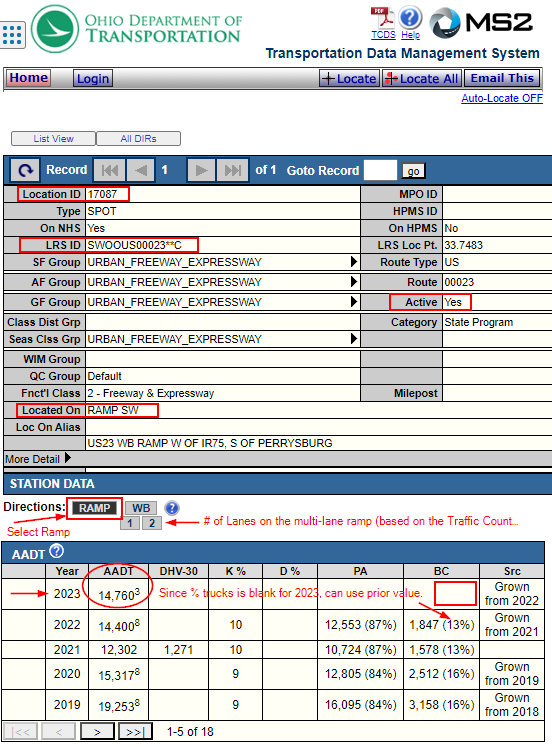 OHIO DEPARTMENT OF
TRANSPORTATION
PDF
TCDS Help
MS2
Transportation Data Management System
Home Login Locate Locate All Email This
Auto-Locate OFF
List View All DIRs
Record 1 of 1 Goto Record go
Location ID 17087 MPO ID
Type SPOT HPMS ID
On NHS Yes On HPMS No
LRS ID SWOOUS00023**C LRS Loc Pt. 33.7483
SF Group URBAN_FREEWAY_EXPRESSWAY Route Type US
AF Group URBAN_FREEWAY_EXPRESSWAY Route 00023
GF Group URBAN_FREEWAY_EXPRESSWAY Active Yes
Class Dist Grp Category State Program
Seas Clss Grp URBAN_FREEWAY_EXPRESSWAY
WIM Group
QC Group Default
Fnct'l Class 2 - Freeway & Expressway Milepost
Located On RAMP SW
Loc On Alias
US23 WB RAMP W OF IR75, S OF PERRYSBURG
More Detail
STATION DATA
Directions: RAMP WB ?
1 2 # of Lanes on the multi-lane ramp (based on the Traffic Count...
Select Ramp
AADT ?
Year AADT DHV-30 K % D % PA BC Src
2023 14,760³ Since % trucks is blank for 2023, can use prior value. Grown from 2022
2022 14,400⁸ 10 12,553 (87%) 1,847 (13%) Grown from 2021
2021 12,302 1,271 10 10,724 (87%) 1,578 (13%)
2020 15,317⁸ 9 12,805 (84%) 2,512 (16%) Grown from 2019
2019 19,253⁸ 9 16,095 (84%) 3,158 (16%) Grown from 2018
|<< < > >>| 1-5 of 18